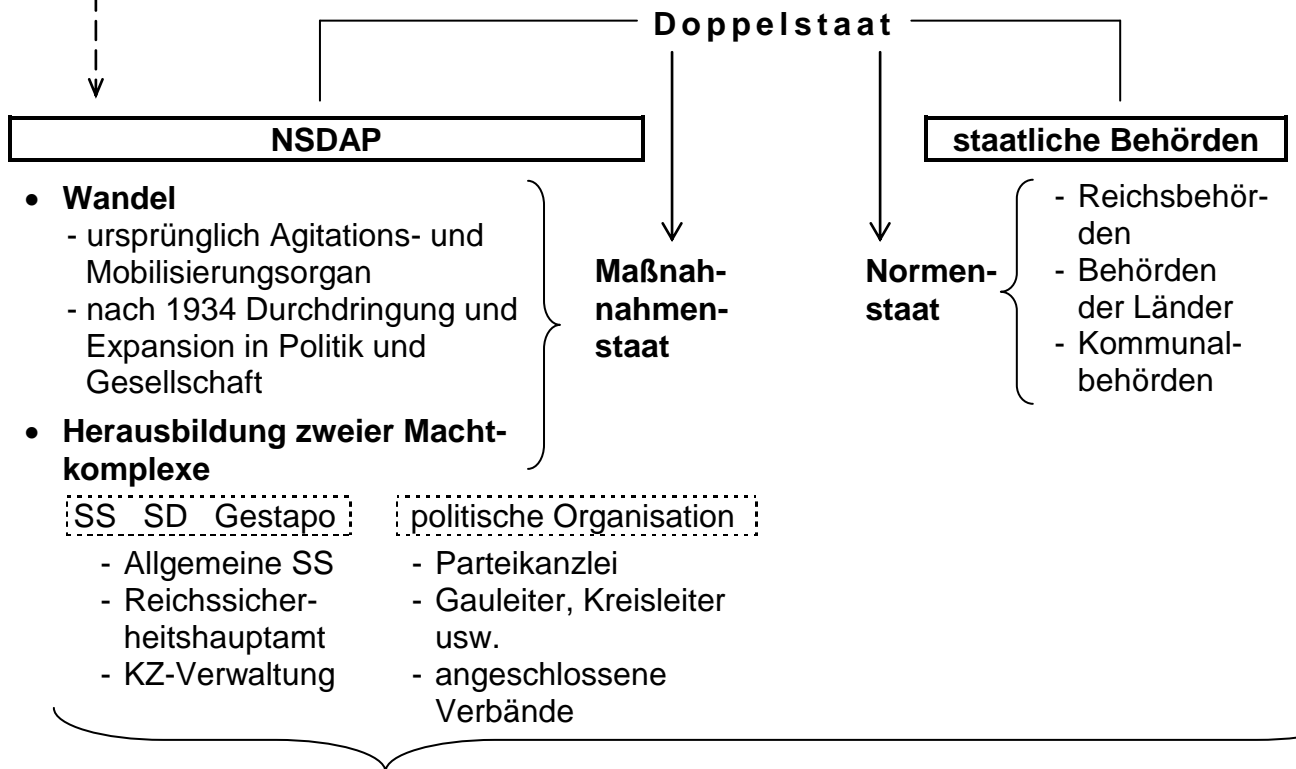 Doppelstaat
NSDAP
• Wandel
- ursprünglich Agitations- und
Mobilisierungsorgan
- nach 1934 Durchdringung und
Expansion in Politik und
Gesellschaft
• Herausbildung zweier Macht-
komplexe
Maßnah-
nahmen-
staat
Normen-
staat
staatliche Behörden
- Reichsbehör-
den
- Behörden
der Länder
- Kommunal-
behörden
SS SD Gestapo
- Allgemeine SS
- Reichssicher-
heitshauptamt
- KZ-Verwaltung
politische Organisation
- Parteikanzlei
- Gauleiter, Kreisleiter
usw.
- angeschlossene
Verbände